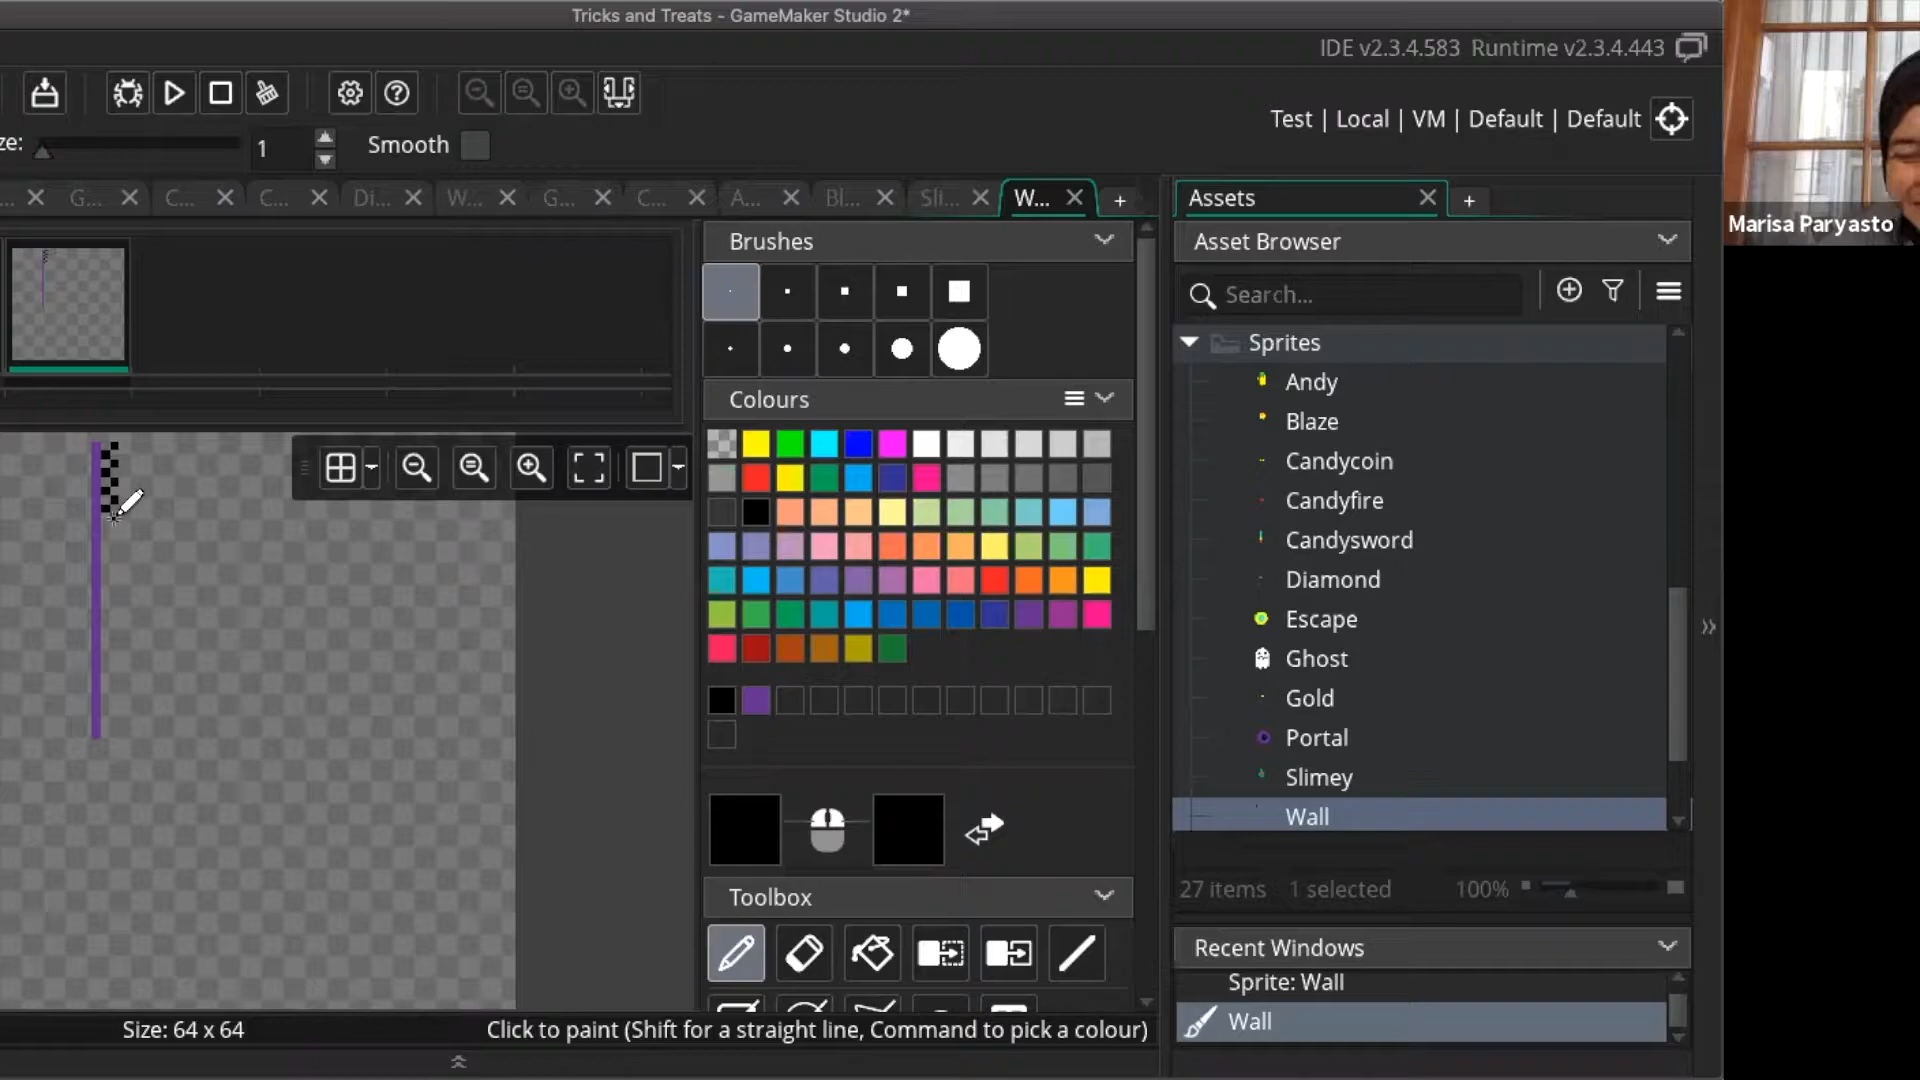 Tricks and Treats - GameMaker Studio 2*
IDE v2.3.4.583 Runtime v2.3.4.443
Test | Local | VM | Default | Default
ze:
1
Smooth
G...
C...
C...
Di...
W...
G...
C...
A...
Bl...
Sli...
W...
+
Assets
+
Marisa Paryasto
Brushes
Asset Browser
Search...
Sprites
Andy
Colours
Blaze
Candycoin
Candyfire
Candysword
Diamond
Escape
Ghost
Gold
Portal
Slimey
Wall
27 items 1 selected 100%
Toolbox
Recent Windows
Sprite: Wall
Wall
Size: 64 x 64
Click to paint (Shift for a straight line, Command to pick a colour)